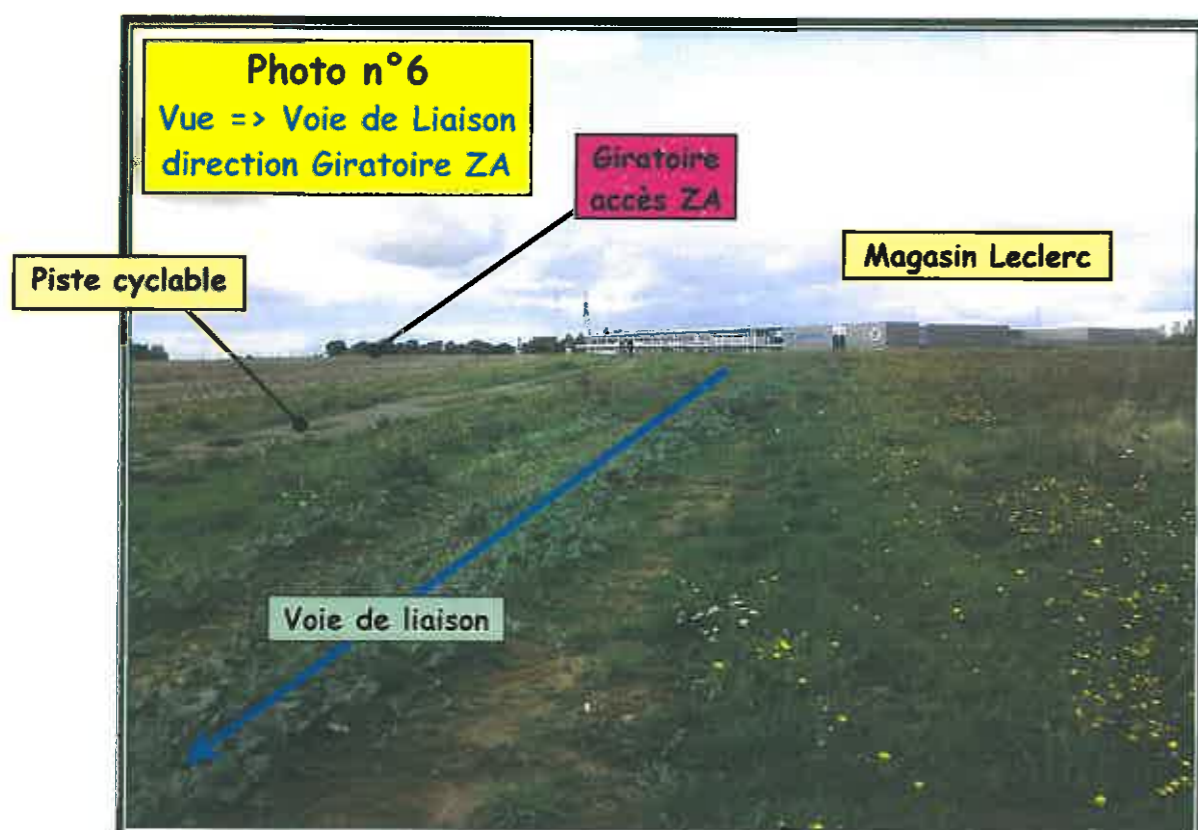 Photo n°6
Vue => Voie de Liaison
direction Giratoire ZA
Giratoire
accès ZA
Magasin Leclerc
Piste cyclable
Voie de liaison